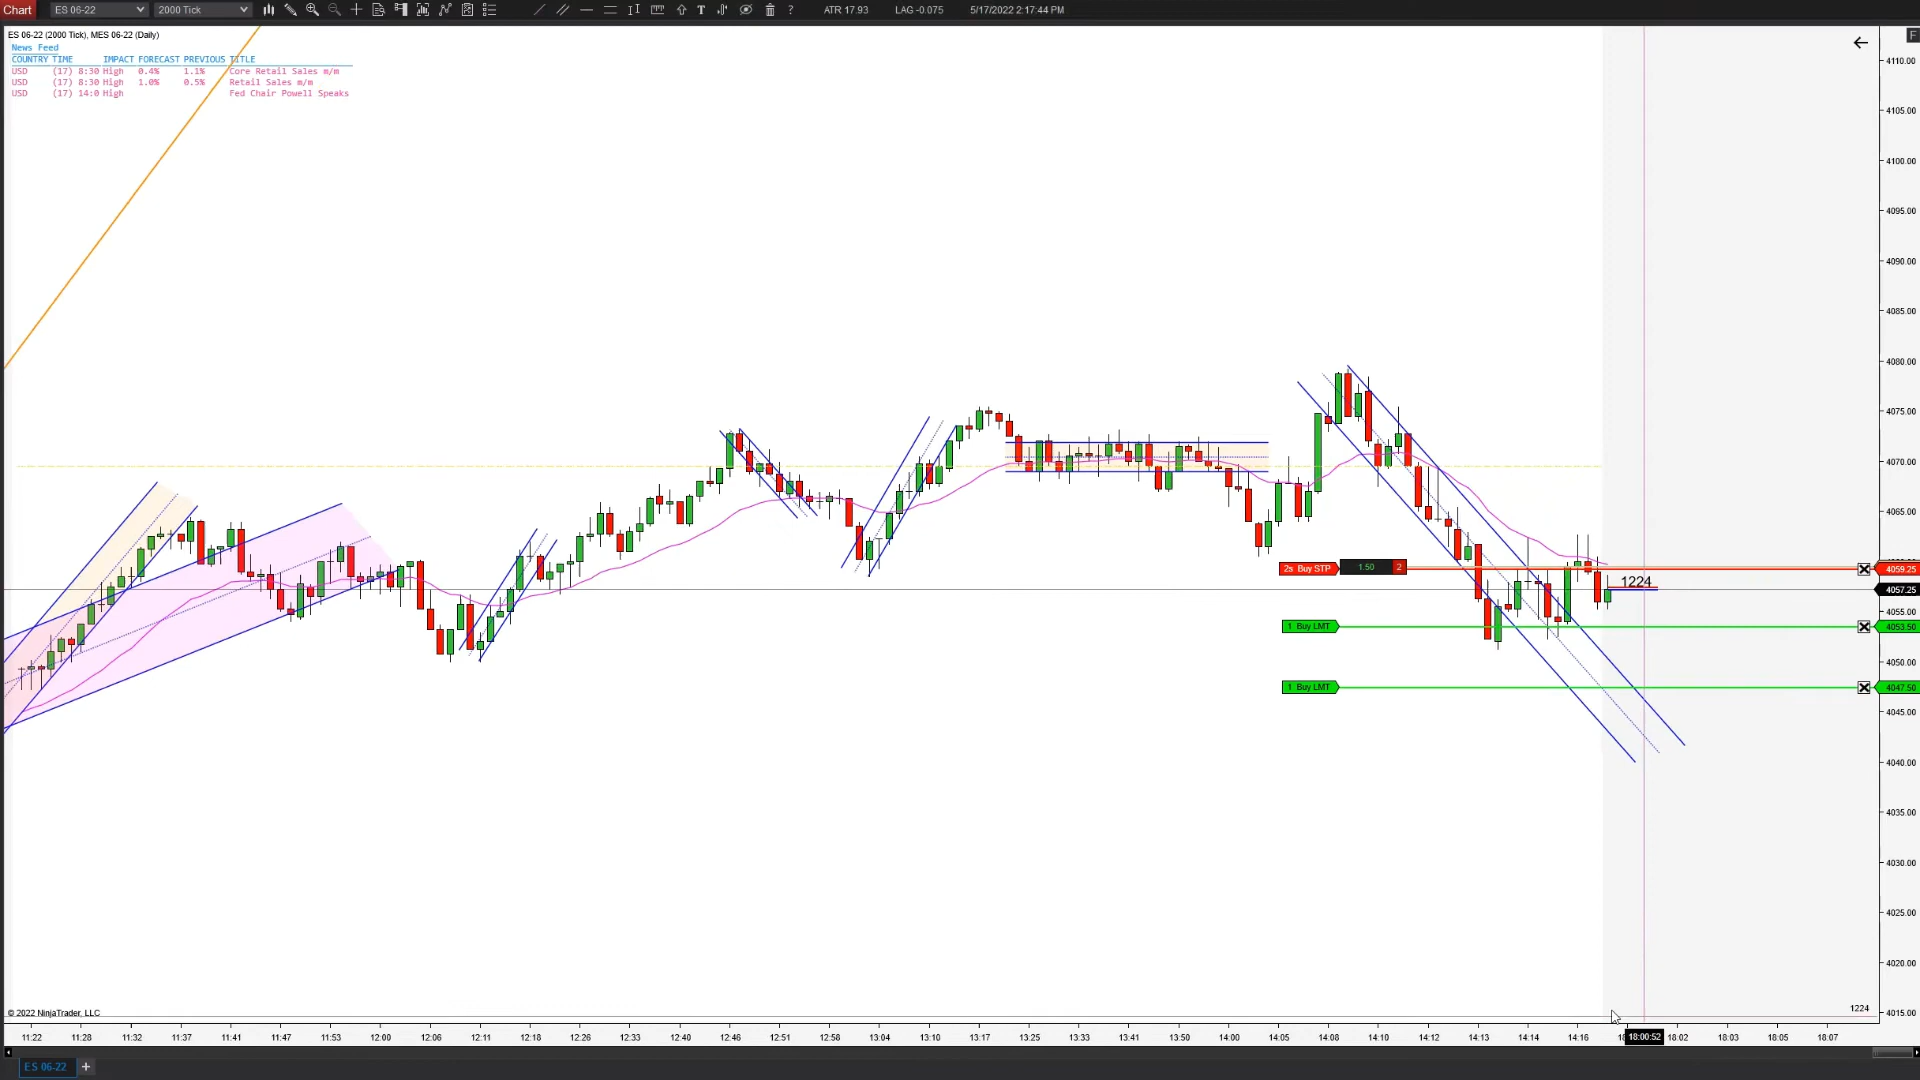 Chart ES 06-22 2000 Tick T ? ATR 17.93 LAG -0.075 5/17/2022 2:17:44 PM
F
ES 06-22 (2000 Tick), MES 06-22 (Daily)
News Feed
COUNTRY TIME IMPACT FORECAST PREVIOUS TITLE
USD (17) 8:30 High 0.4% 1.1% Core Retail Sales m/m
USD (17) 8:30 High 1.0% 0.5% Retail Sales m/m
USD (17) 14:0 High Fed Chair Powell Speaks
4110.00
4105.00
4100.00
4095.00
4090.00
4085.00
4080.00
4075.00
4070.00
4065.00
2s Buy STP 1.50 2 4059.25
1224
4057.25
4055.00
1 Buy LMT 4053.50
4050.00
1 Buy LMT 4047.50
4045.00
4040.00
4035.00
4030.00
4025.00
4020.00
4015.00
© 2022 NinjaTrader, LLC 1224
11:22 11:28 11:32 11:37 11:41 11:47 11:53 12:00 12:06 12:11 12:18 12:26 12:33 12:40 12:46 12:51 12:58 13:04 13:10 13:17 13:25 13:33 13:41 13:50 14:00 14:05 14:08 14:10 14:12 14:14 14:16 18:00:52 18:02 18:03 18:05 18:07
ES 06-22 +